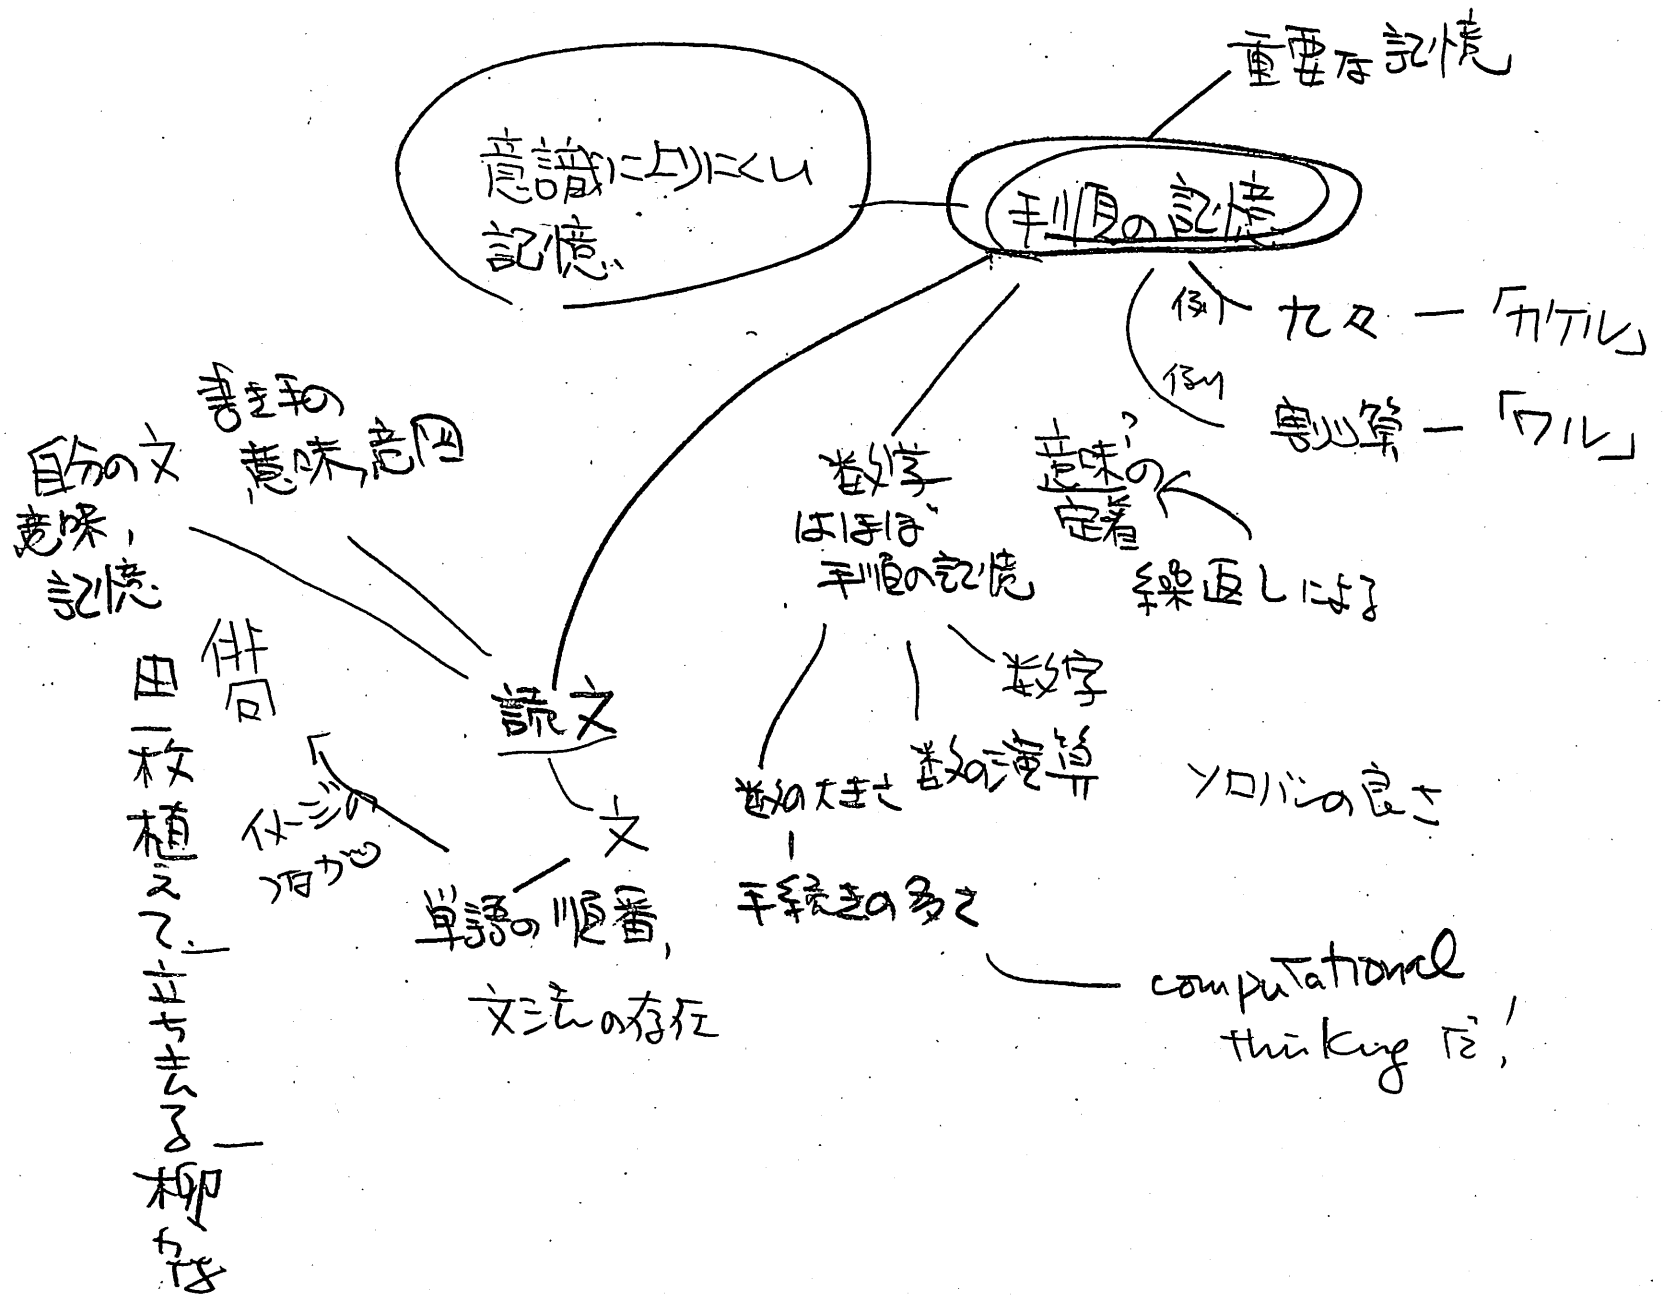 重要な記憶
意識に上りにくい
記憶
手順の記憶
例 九々 ー 「カケル」
例 割り算 ー 「ワル」
書き手の
意味、意図
自分の文
意味、
記憶
数学
はほぼ
手順の記憶
意味?の
定着
繰返しによる
俳句
田一枚植えて、立ち去る柳かな
読文
数字
数の演算
数の大きさ
ソロバンの良さ
イメージの
つながり
文
単語の順番、
文法の存在
手続きの多さ
computational
thinking だ!